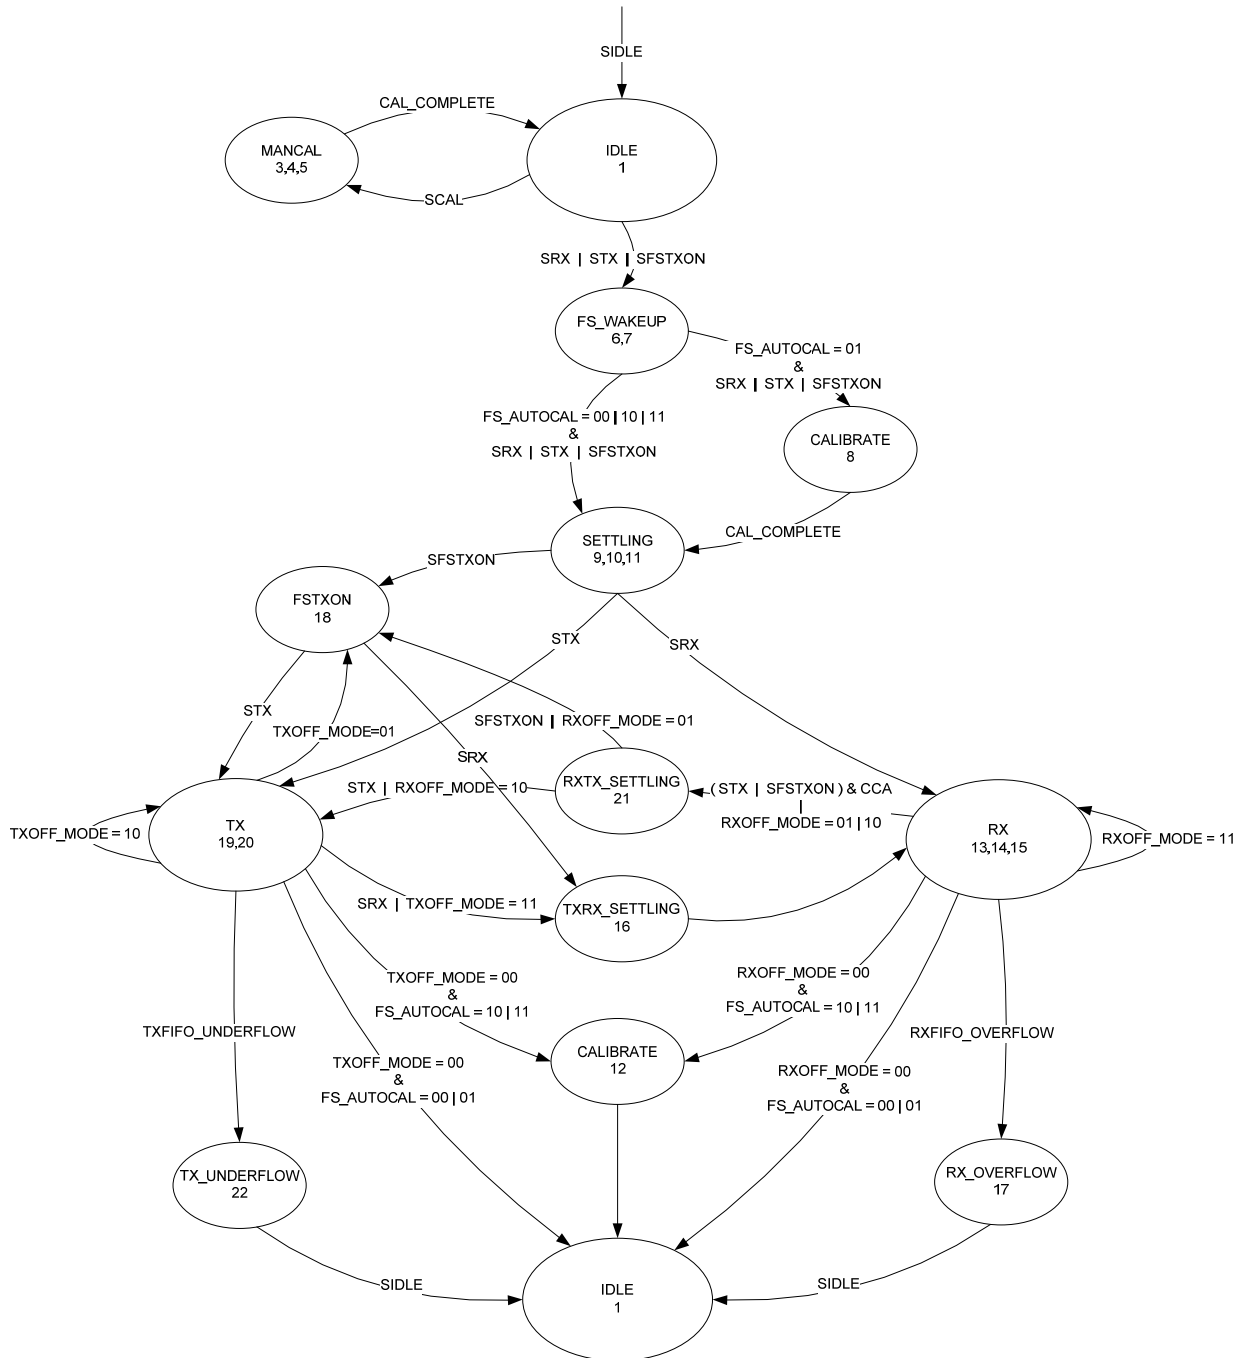 SIDLE
CAL_COMPLETE
MANCAL
3,4,5
IDLE
1
SCAL
SRX | STX | SFSTXON
FS_WAKEUP
6,7
FS_AUTOCAL = 01
&
SRX | STX | SFSTXON
FS_AUTOCAL = 00 | 10 | 11
&
SRX | STX | SFSTXON
CALIBRATE
8
CAL_COMPLETE
SETTLING
9,10,11
SFSTXON
FSTXON
18
STX
SRX
STX
TXOFF_MODE=01
SFSTXON | RXOFF_MODE = 01
SRX
RXTX_SETTLING
21
STX | RXOFF_MODE = 10
( STX | SFSTXON ) & CCA
|
RXOFF_MODE = 01 | 10
TXOFF_MODE = 10
TX
19,20
RX
13,14,15
RXOFF_MODE = 11
SRX | TXOFF_MODE = 11
TXRX_SETTLING
16
TXOFF_MODE = 00
&
FS_AUTOCAL = 10 | 11
RXOFF_MODE = 00
&
FS_AUTOCAL = 10 | 11
TXFIFO_UNDERFLOW
RXFIFO_OVERFLOW
CALIBRATE
12
TXOFF_MODE = 00
&
FS_AUTOCAL = 00 | 01
RXOFF_MODE = 00
&
FS_AUTOCAL = 00 | 01
TX_UNDERFLOW
22
RX_OVERFLOW
17
SIDLE
SIDLE
IDLE
1